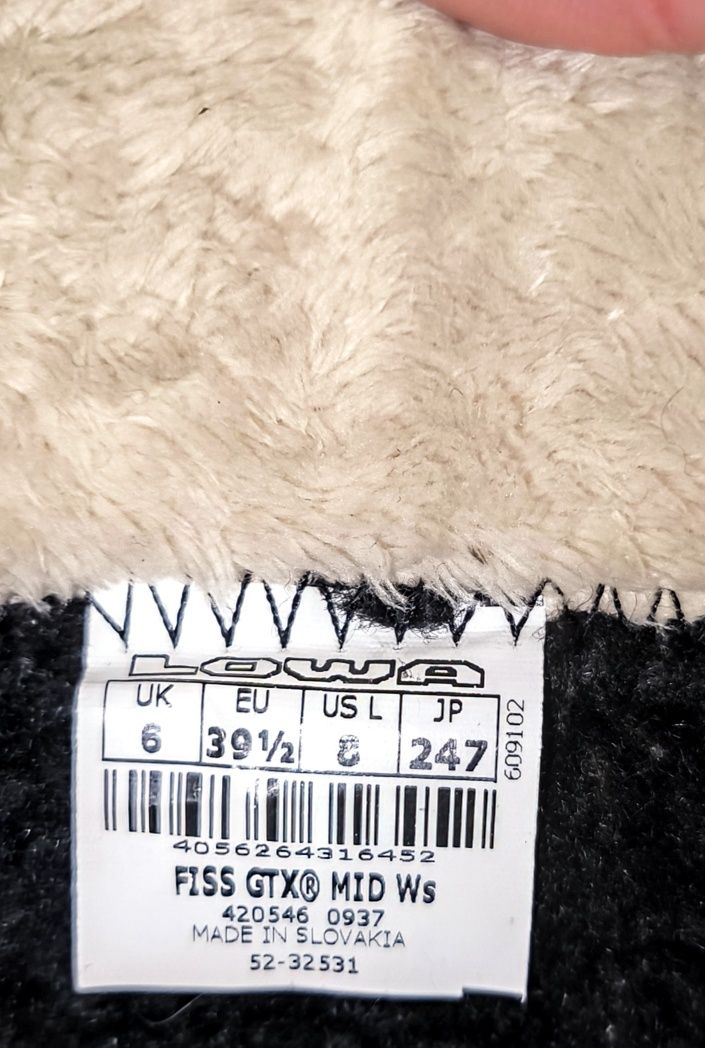 LOWA
UK EU US L JP
6 39½ 8 247
609102
4056264316452
FISS GTX® MID Ws
420546 0937
MADE IN SLOVAKIA
52-32531